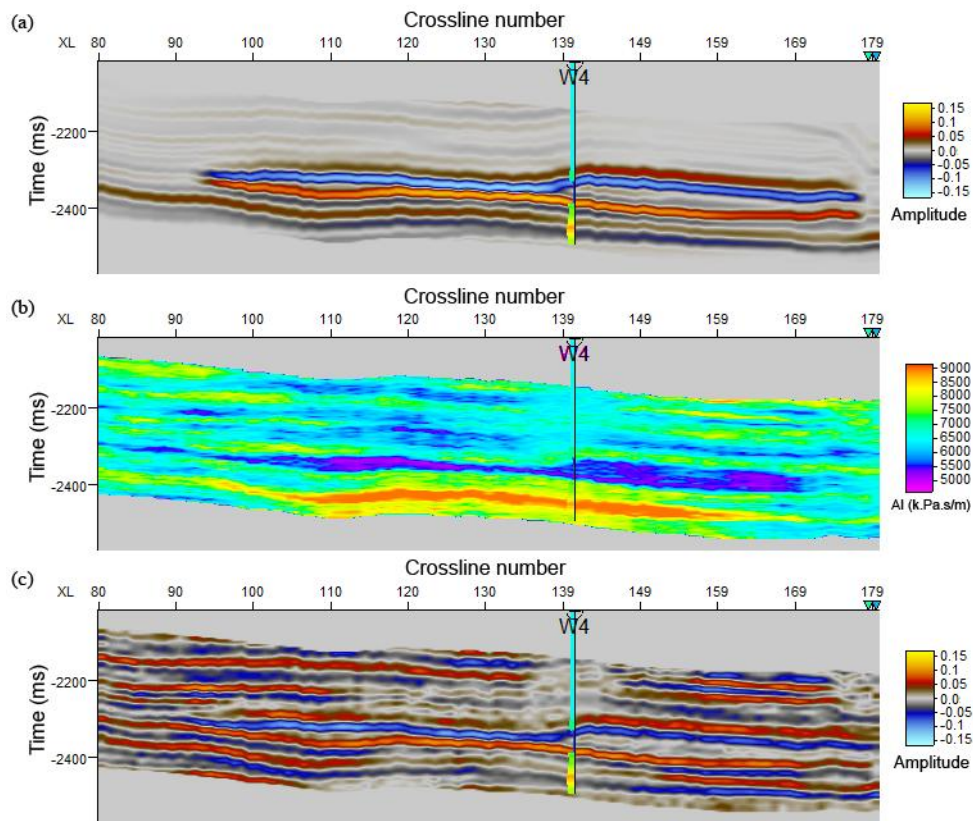 (a)
Crossline number
XL 80 90 100 110 120 130 139 149 159 169 179
W4
Time (ms)
-2200
-2400
0.15
0.10
0.05
0.0
-0.05
-0.10
-0.15
Amplitude
(b)
Crossline number
XL 80 90 100 110 120 130 139 149 159 169 179
W4
Time (ms)
-2200
-2400
9000
8500
8000
7500
7000
6500
6000
5500
5000
AI (k.Pa.s/m)
(c)
Crossline number
XL 80 90 100 110 120 130 139 149 159 169 179
W4
Time (ms)
-2200
-2400
0.15
0.10
0.05
0.0
-0.05
-0.10
-0.15
Amplitude